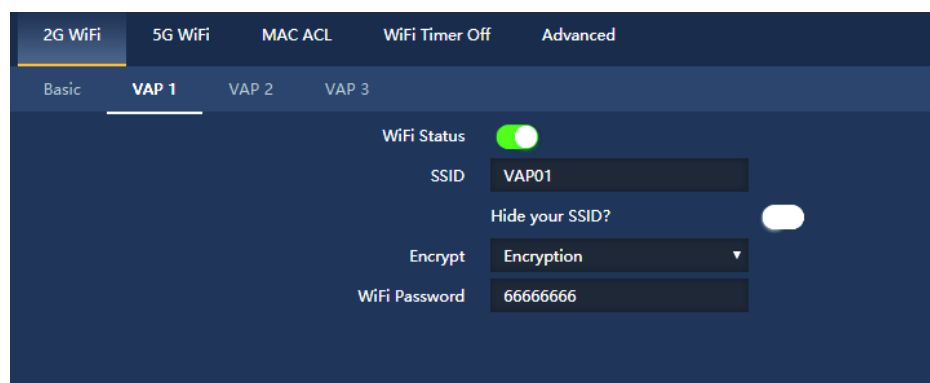 2G WiFi 5G WiFi MAC ACL WiFi Timer Off Advanced
Basic VAP 1 VAP 2 VAP 3
WiFi Status
SSID VAP01
Hide your SSID?
Encrypt Encryption
WiFi Password 66666666